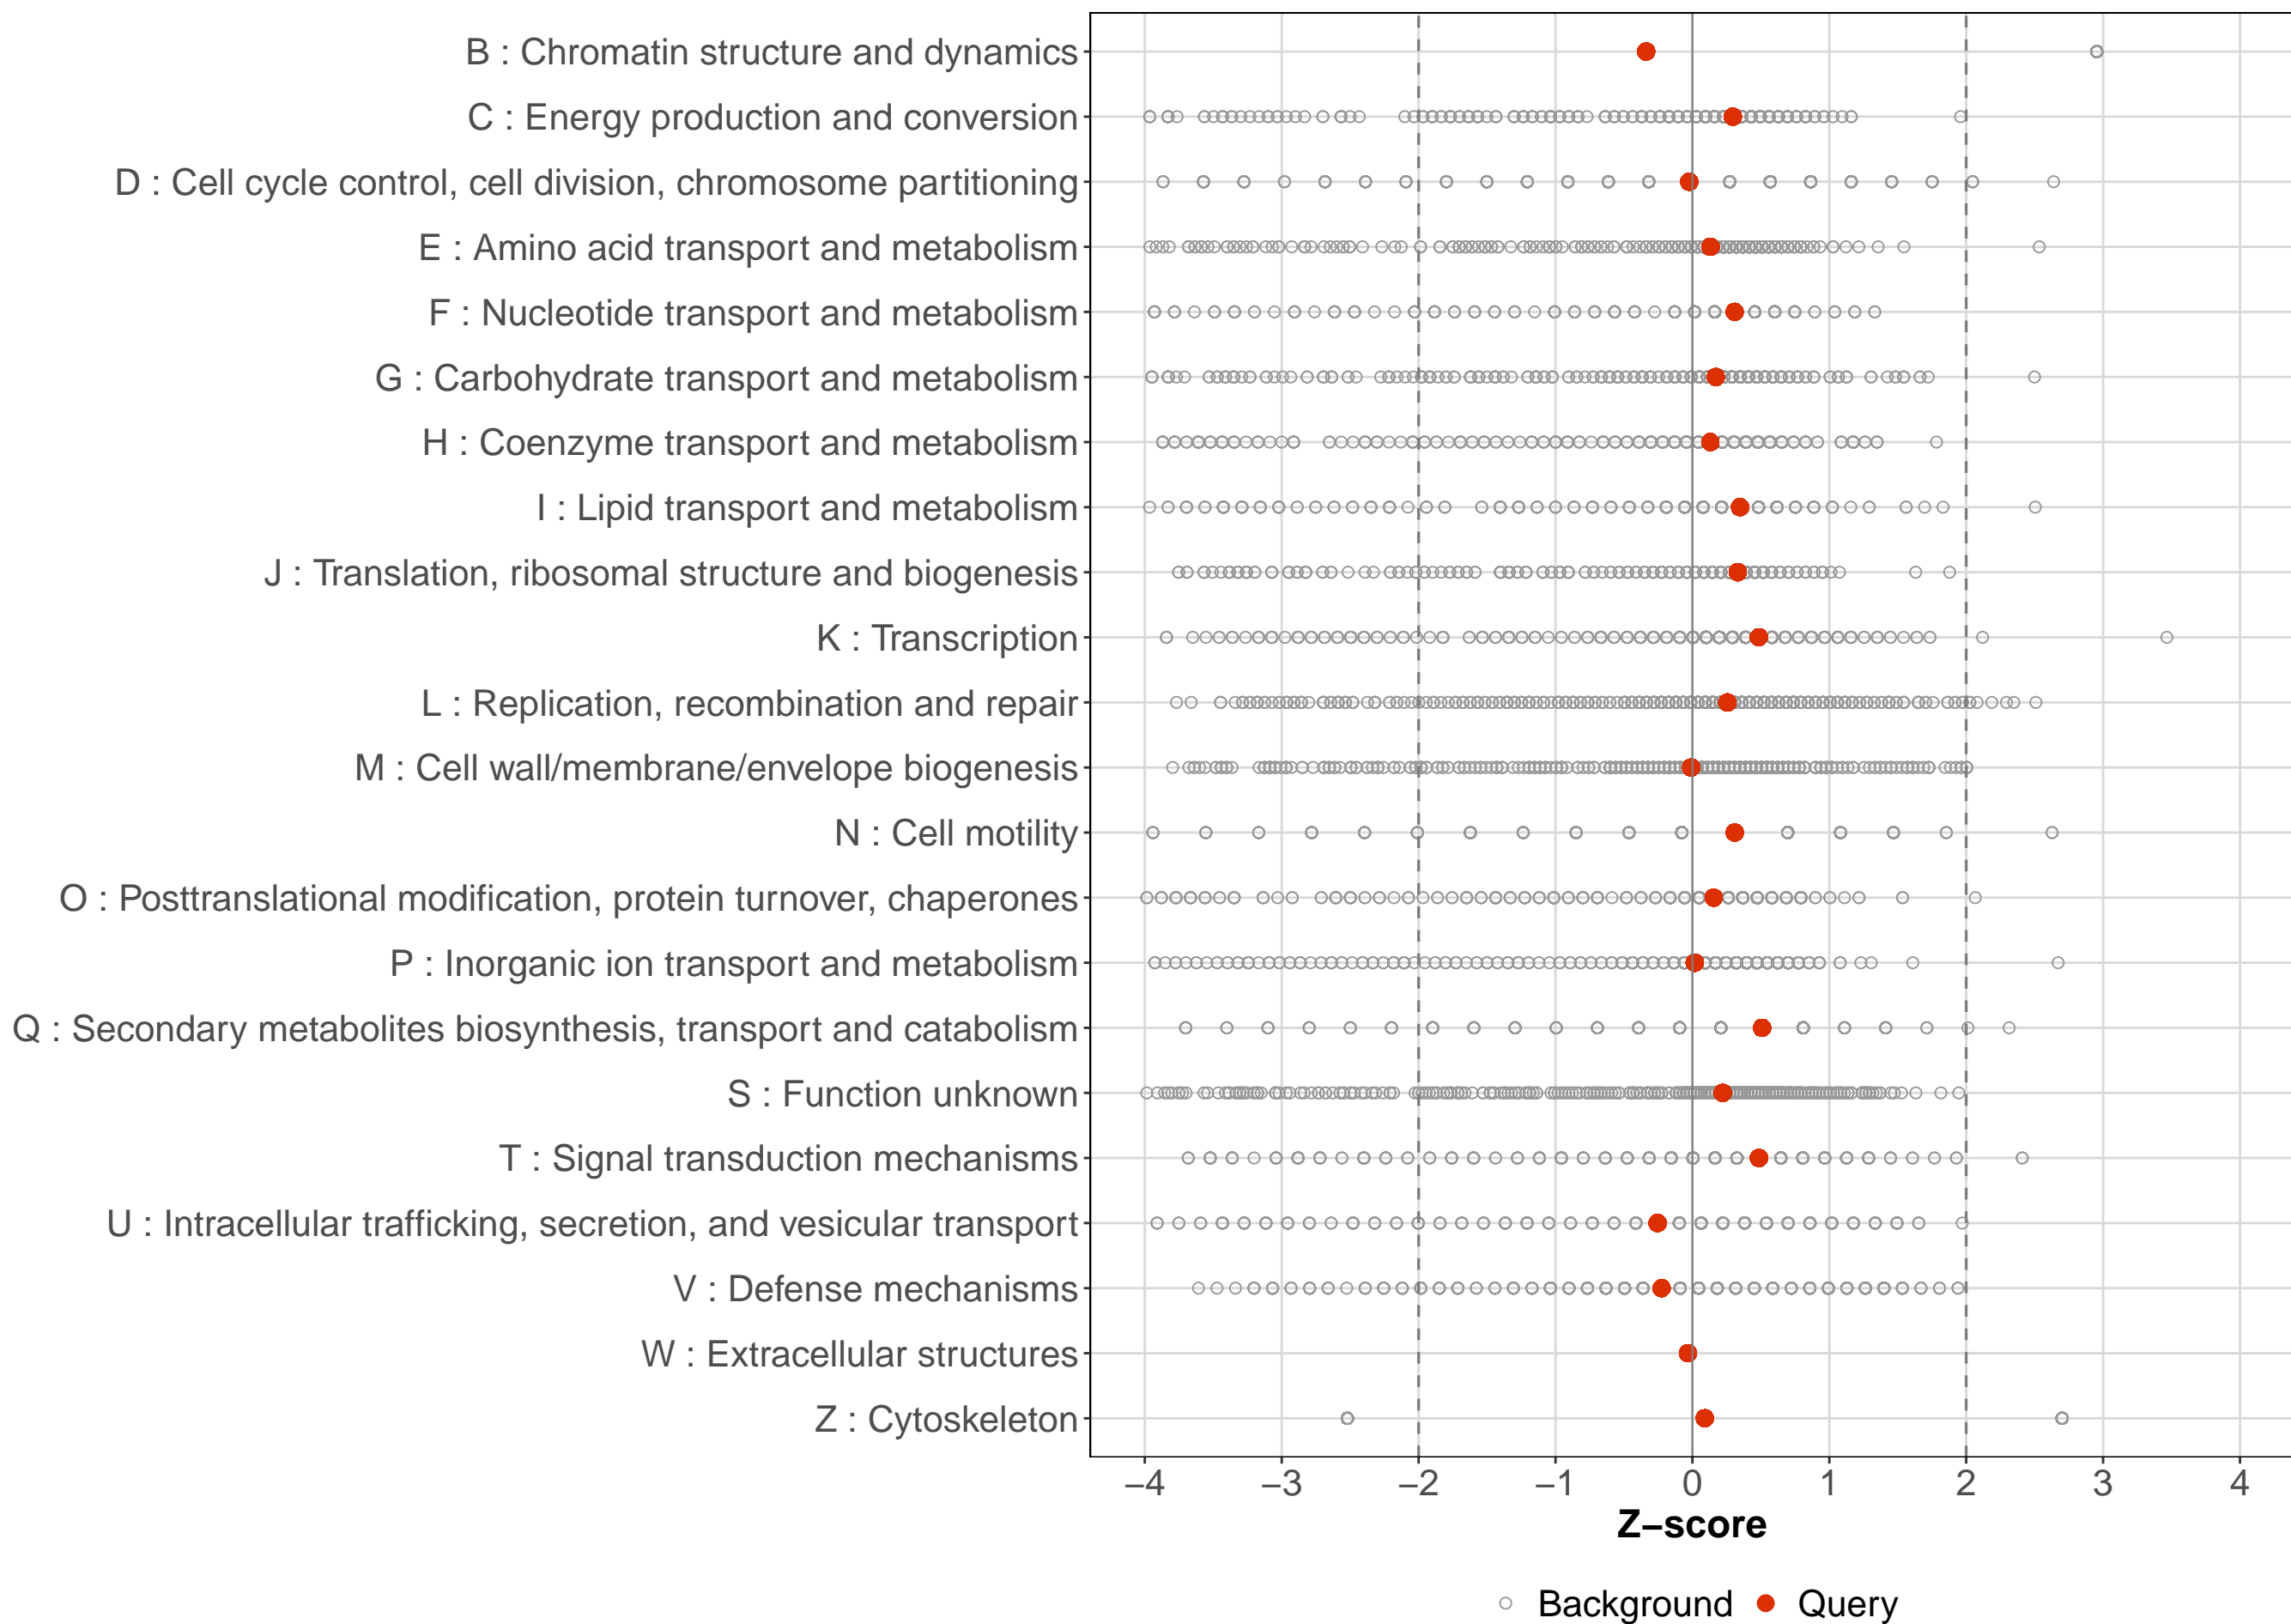 B : Chromatin structure and dynamics
C : Energy production and conversion
D : Cell cycle control, cell division, chromosome partitioning
E : Amino acid transport and metabolism
F : Nucleotide transport and metabolism
G : Carbohydrate transport and metabolism
H : Coenzyme transport and metabolism
I : Lipid transport and metabolism
J : Translation, ribosomal structure and biogenesis
K : Transcription
L : Replication, recombination and repair
M : Cell wall/membrane/envelope biogenesis
N : Cell motility
O : Posttranslational modification, protein turnover, chaperones
P : Inorganic ion transport and metabolism
Q : Secondary metabolites biosynthesis, transport and catabolism
S : Function unknown
T : Signal transduction mechanisms
U : Intracellular trafficking, secretion, and vesicular transport
V : Defense mechanisms
W : Extracellular structures
Z : Cytoskeleton
−4 −3 −2 −1 0 1 2 3 4
Z−score
Background Query